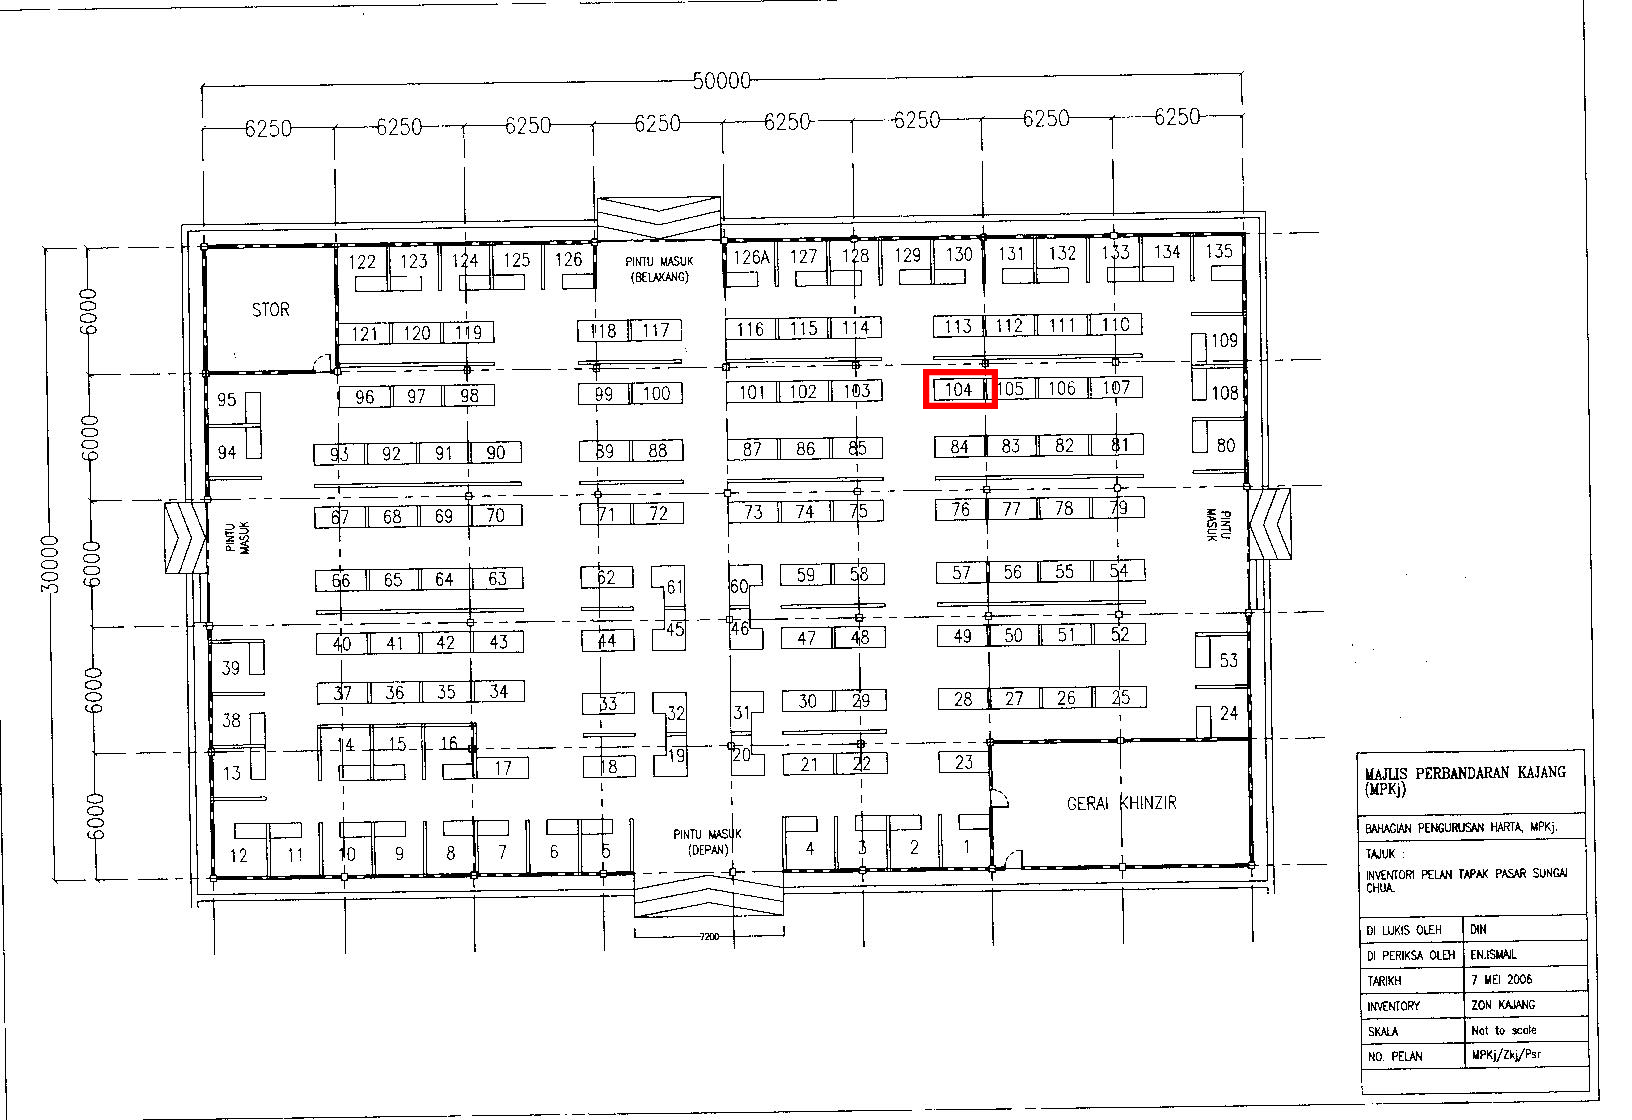 50000
6250 6250 6250 6250 6250 6250 6250 6250
PINTU MASUK
(BELAKANG)
122 123 124 125 126 126A 127 128 129 130 131 132 133 134 135
STOR
6000
121 120 119 118 117 116 115 114 113 112 111 110
109
96 97 98 99 100 101 102 103 104 105 106 107
108
95
6000
94 93 92 91 90 89 88 87 86 85 84 83 82 81 80
67 68 69 70 71 72 73 74 75 76 77 78 79
PINTU
MASUK
PINTU
MASUK
30000
6000
66 65 64 63 62 61 60 59 58 57 56 55 54
40 41 42 43 44 45 46 47 48 49 50 51 52
39
53
6000
37 36 35 34 33 32 31 30 29 28 27 26 25
38
24
14 15 16 17 18 19 20 21 22 23
13
6000
GERAI KHINZIR
PINTU MASUK
(DEPAN)
12 11 10 9 8 7 6 5 4 3 2 1
7200
MAJLIS PERBANDARAN KAJANG
(MPKj)
BAHAGIAN PENGURUSAN HARTA, MPKj.
TAJUK :
INVENTORI PELAN TAPAK PASAR SUNGAI
CHUA.
DI LUKIS OLEH DIN
DI PERIKSA OLEH EN.ISMAIL
TARIKH 7 MEI 2006
INVENTORY ZON KAJANG
SKALA Not to scale
NO. PELAN MPKj/Zkj/Psr